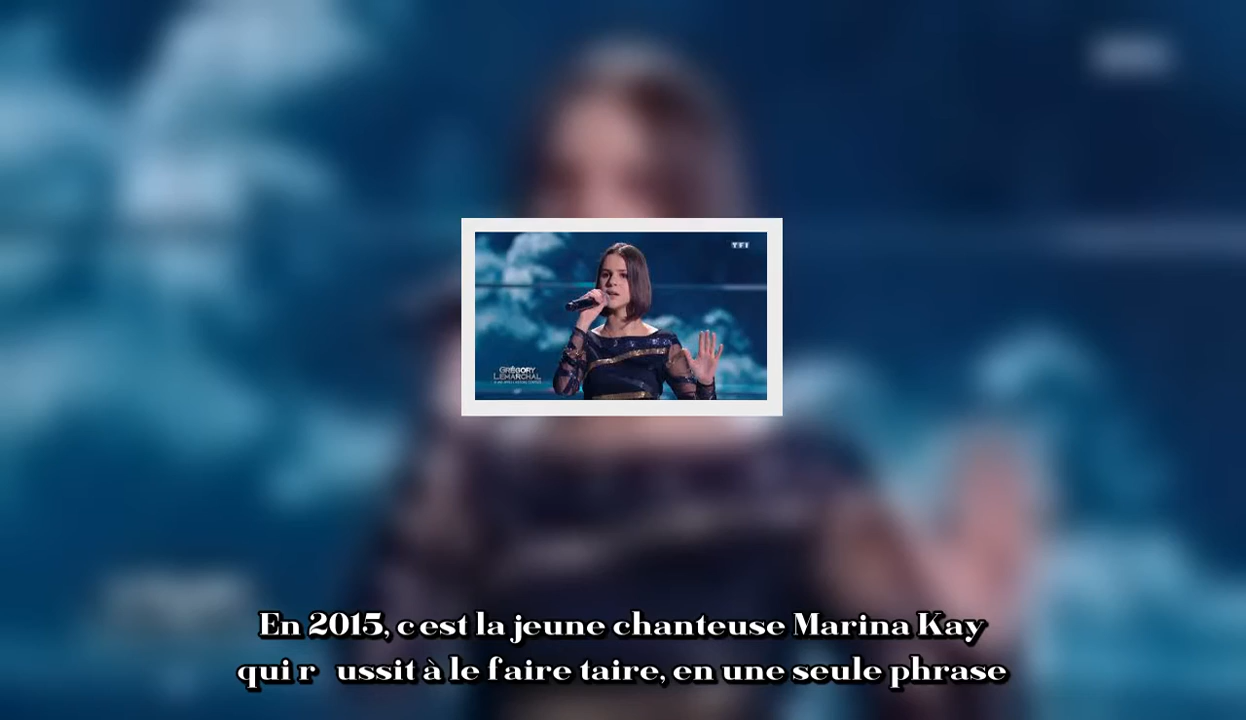 TF1
GRÉGORY
LEMARCHAL
En 2015, c est la jeune chanteuse Marina Kay
qui r ussit à le faire taire, en une seule phrase